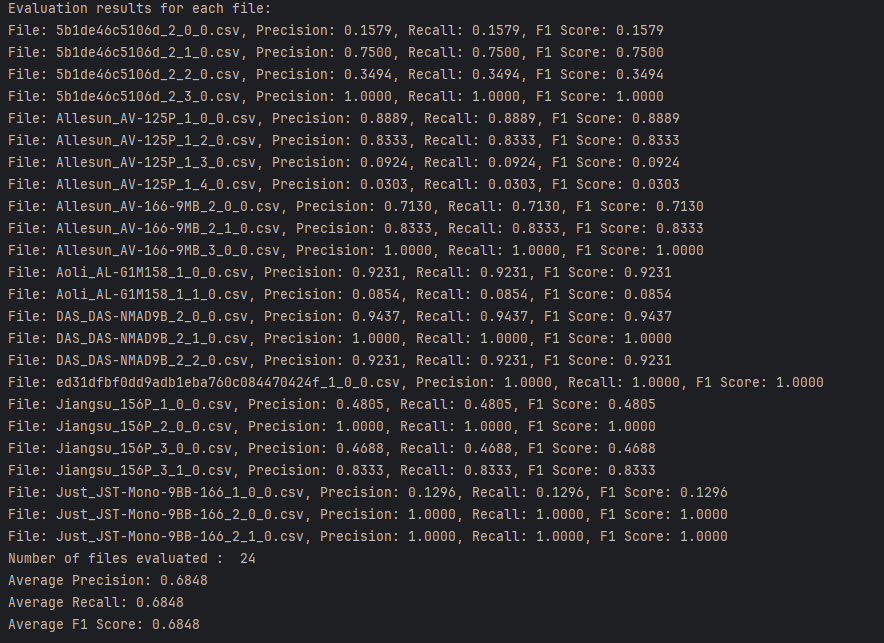 Evaluation results for each file:
File: 5b1de46c5106d_2_0_0.csv, Precision: 0.1579, Recall: 0.1579, F1 Score: 0.1579
File: 5b1de46c5106d_2_1_0.csv, Precision: 0.7500, Recall: 0.7500, F1 Score: 0.7500
File: 5b1de46c5106d_2_2_0.csv, Precision: 0.3494, Recall: 0.3494, F1 Score: 0.3494
File: 5b1de46c5106d_2_3_0.csv, Precision: 1.0000, Recall: 1.0000, F1 Score: 1.0000
File: Allesun_AV-125P_1_0_0.csv, Precision: 0.8889, Recall: 0.8889, F1 Score: 0.8889
File: Allesun_AV-125P_1_2_0.csv, Precision: 0.8333, Recall: 0.8333, F1 Score: 0.8333
File: Allesun_AV-125P_1_3_0.csv, Precision: 0.0924, Recall: 0.0924, F1 Score: 0.0924
File: Allesun_AV-125P_1_4_0.csv, Precision: 0.0303, Recall: 0.0303, F1 Score: 0.0303
File: Allesun_AV-166-9MB_2_0_0.csv, Precision: 0.7130, Recall: 0.7130, F1 Score: 0.7130
File: Allesun_AV-166-9MB_2_1_0.csv, Precision: 0.8333, Recall: 0.8333, F1 Score: 0.8333
File: Allesun_AV-166-9MB_3_0_0.csv, Precision: 1.0000, Recall: 1.0000, F1 Score: 1.0000
File: Aoli_AL-G1M158_1_0_0.csv, Precision: 0.9231, Recall: 0.9231, F1 Score: 0.9231
File: Aoli_AL-G1M158_1_1_0.csv, Precision: 0.0854, Recall: 0.0854, F1 Score: 0.0854
File: DAS_DAS-NMAD9B_2_0_0.csv, Precision: 0.9437, Recall: 0.9437, F1 Score: 0.9437
File: DAS_DAS-NMAD9B_2_1_0.csv, Precision: 1.0000, Recall: 1.0000, F1 Score: 1.0000
File: DAS_DAS-NMAD9B_2_2_0.csv, Precision: 0.9231, Recall: 0.9231, F1 Score: 0.9231
File: ed31dfbf0dd9adb1eba760c084470424f_1_0_0.csv, Precision: 1.0000, Recall: 1.0000, F1 Score: 1.0000
File: Jiangsu_156P_1_0_0.csv, Precision: 0.4805, Recall: 0.4805, F1 Score: 0.4805
File: Jiangsu_156P_2_0_0.csv, Precision: 1.0000, Recall: 1.0000, F1 Score: 1.0000
File: Jiangsu_156P_3_0_0.csv, Precision: 0.4688, Recall: 0.4688, F1 Score: 0.4688
File: Jiangsu_156P_3_1_0.csv, Precision: 0.8333, Recall: 0.8333, F1 Score: 0.8333
File: Just_JST-Mono-9BB-166_1_0_0.csv, Precision: 0.1296, Recall: 0.1296, F1 Score: 0.1296
File: Just_JST-Mono-9BB-166_2_0_0.csv, Precision: 1.0000, Recall: 1.0000, F1 Score: 1.0000
File: Just_JST-Mono-9BB-166_2_1_0.csv, Precision: 1.0000, Recall: 1.0000, F1 Score: 1.0000
Number of files evaluated :  24
Average Precision: 0.6848
Average Recall: 0.6848
Average F1 Score: 0.6848